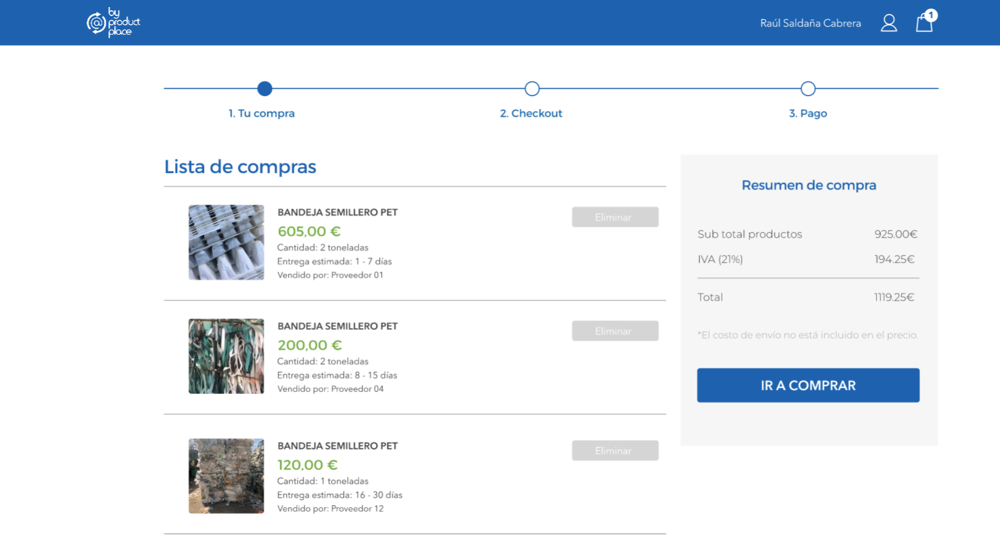 by
product
place
Raúl Saldaña Cabrera
1
1. Tu compra
2. Checkout
3. Pago
Lista de compras
BANDEJA SEMILLERO PET
605,00 €
Cantidad: 2 toneladas
Entrega estimada: 1 - 7 días
Vendido por: Proveedor 01
Eliminar
BANDEJA SEMILLERO PET
200,00 €
Cantidad: 2 toneladas
Entrega estimada: 8 - 15 días
Vendido por: Proveedor 04
Eliminar
BANDEJA SEMILLERO PET
120,00 €
Cantidad: 1 toneladas
Entrega estimada: 16 - 30 días
Vendido por: Proveedor 12
Eliminar
Resumen de compra
Sub total productos 925.00€
IVA (21%) 194.25€
Total 1119.25€
*El costo de envío no está incluido en el precio.
IR A COMPRAR